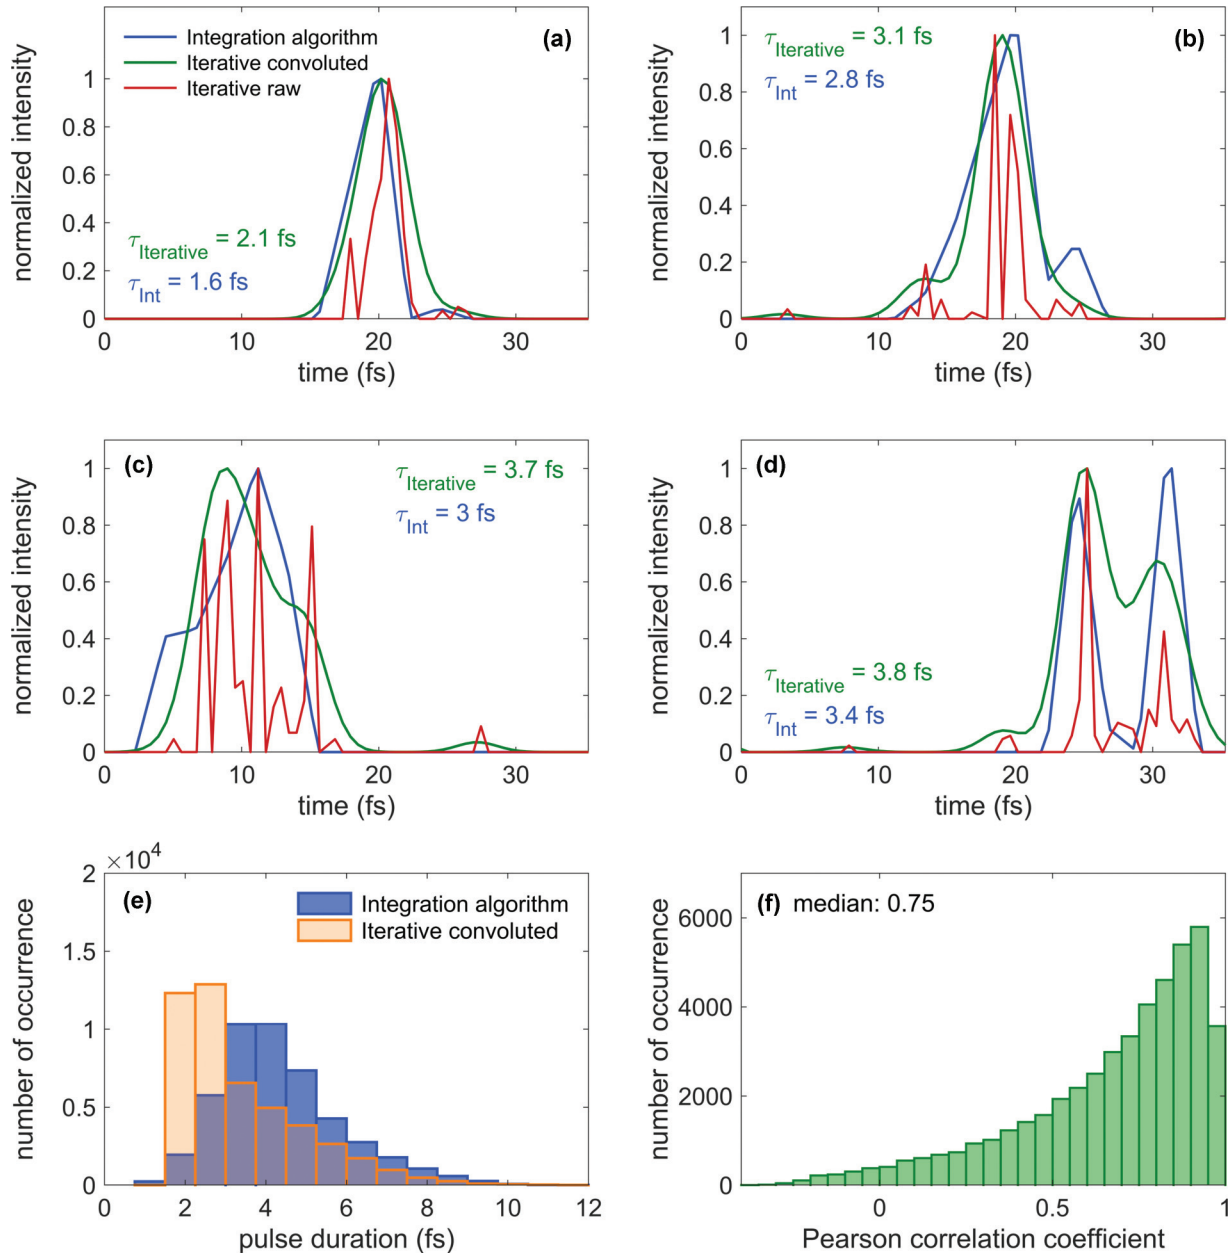 Integration algorithm
Iterative convoluted
Iterative raw
(a)
normalized intensity
1
0.8
0.6
0.4
0.2
0
τIterative = 2.1 fs
τInt = 1.6 fs
0 10 20 30
time (fs)
τIterative = 3.1 fs
τInt = 2.8 fs
(b)
normalized intensity
1
0.8
0.6
0.4
0.2
0
0 10 20 30
time (fs)
(c)
τIterative = 3.7 fs
τInt = 3 fs
normalized intensity
1
0.8
0.6
0.4
0.2
0
0 10 20 30
time (fs)
(d)
normalized intensity
1
0.8
0.6
0.4
0.2
0
τIterative = 3.8 fs
τInt = 3.4 fs
0 10 20 30
time (fs)
×10^4
(e)
Integration algorithm
Iterative convoluted
number of occurrence
2
1.5
1
0.5
0
0 2 4 6 8 10 12
pulse duration (fs)
(f) median: 0.75
number of occurrence
6000
4000
2000
0
0 0.5 1
Pearson correlation coefficient